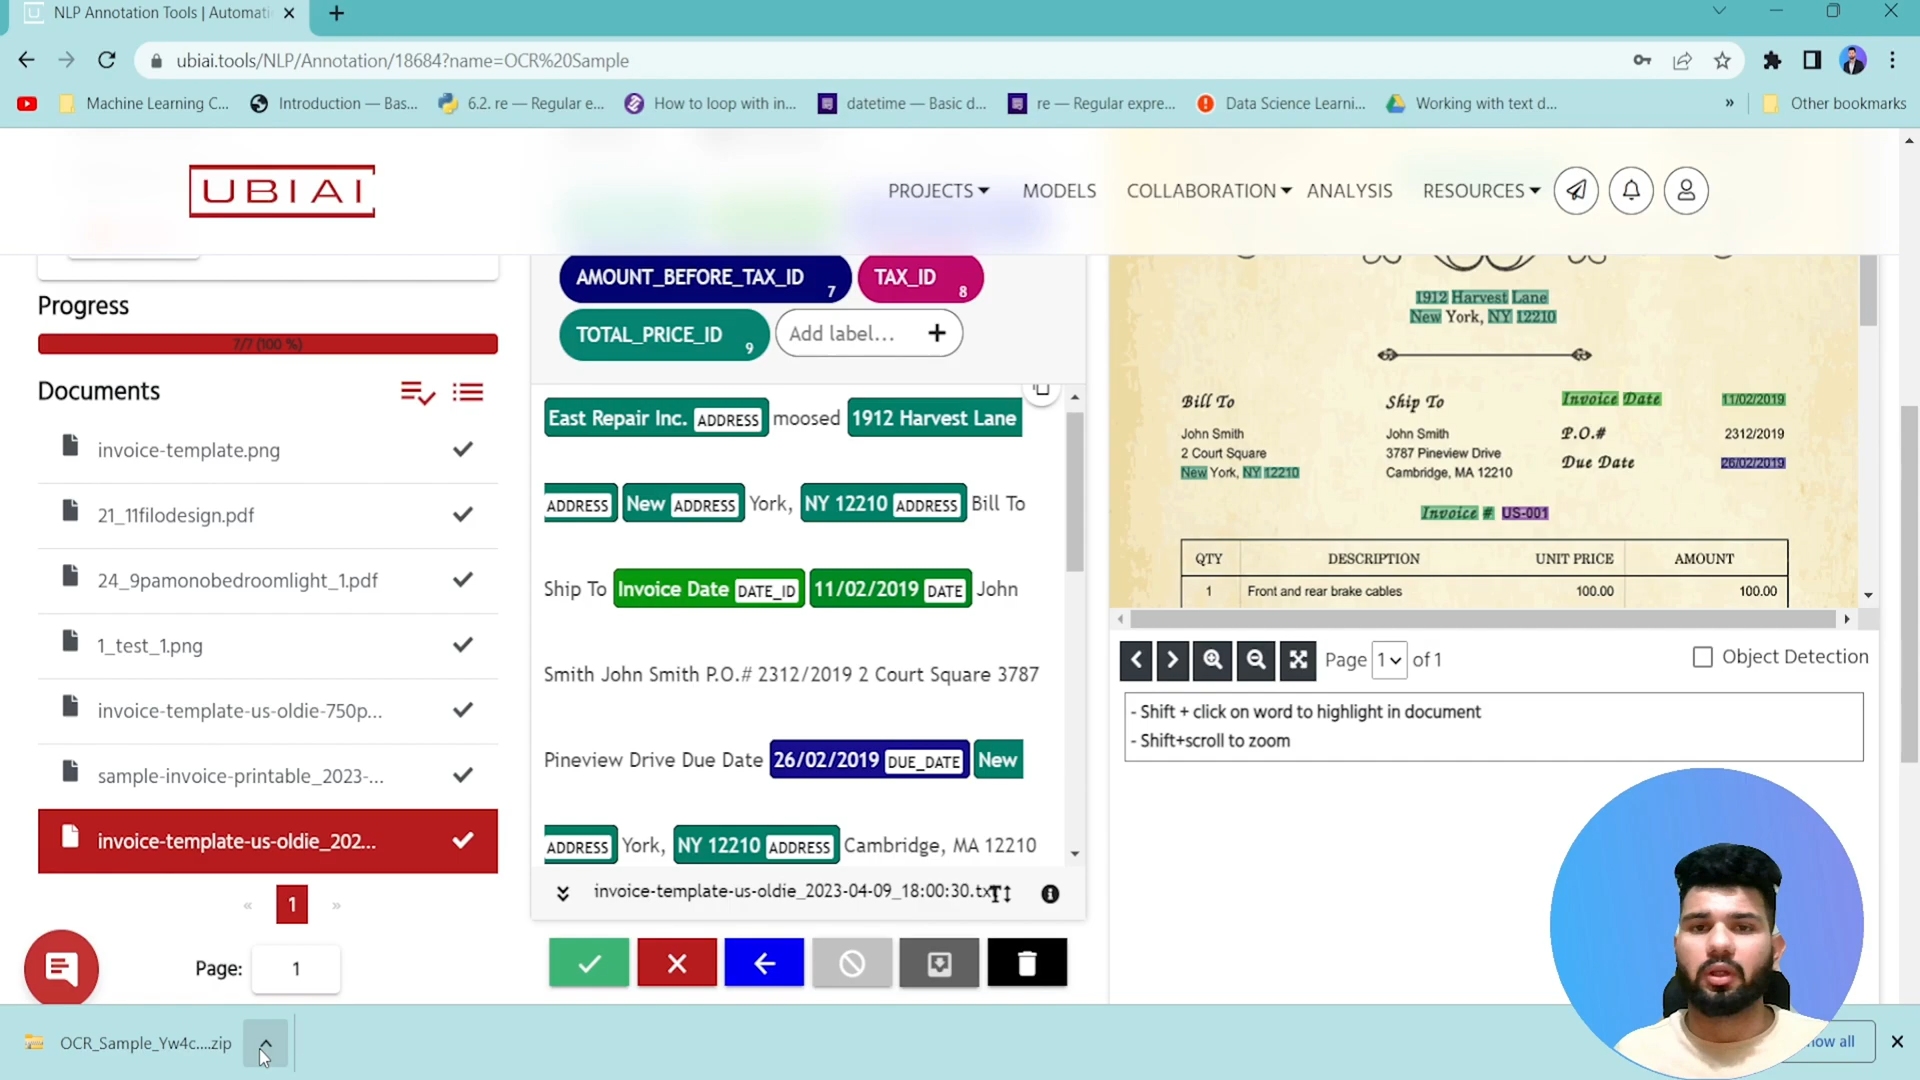 NLP Annotation Tools | Automati
ubiai.tools/NLP/Annotation/18684?name=OCR%20Sample
Machine Learning C...
Introduction — Bas...
6.2. re — Regular e...
How to loop with in...
datetime — Basic d...
re — Regular expre...
Data Science Learni...
Working with text d...
»
Other bookmarks
UBIAI
PROJECTS
MODELS
COLLABORATION
ANALYSIS
RESOURCES
Progress
7/7 (100 %)
Documents
invoice-template.png
21_11filodesign.pdf
24_9pamonobedroomlight_1.pdf
1_test_1.png
invoice-template-us-oldie-750p...
sample-invoice-printable_2023-...
invoice-template-us-oldie_202...
« 1 »
Page: 1
AMOUNT_BEFORE_TAX_ID 7
TAX_ID 8
TOTAL_PRICE_ID 9
Add label... +
East Repair Inc. ADDRESS moosed 1912 Harvest Lane
ADDRESS New ADDRESS York, NY 12210 ADDRESS Bill To
Ship To Invoice Date DATE_ID 11/02/2019 DATE John
Smith John Smith P.O.# 2312/2019 2 Court Square 3787
Pineview Drive Due Date 26/02/2019 DUE_DATE New
ADDRESS York, NY 12210 ADDRESS Cambridge, MA 12210
invoice-template-us-oldie_2023-04-09_18:00:30.txt
1912 Harvest Lane
New York, NY 12210
Bill To
John Smith
2 Court Square
New York, NY 12210
Ship To
John Smith
3787 Pineview Drive
Cambridge, MA 12210
Invoice Date 11/02/2019
P.O.# 2312/2019
Due Date 26/02/2019
Invoice # US-001
QTY DESCRIPTION UNIT PRICE AMOUNT
1 Front and rear brake cables 100.00 100.00
Page 1 of 1
Object Detection
- Shift + click on word to highlight in document
- Shift+scroll to zoom
OCR_Sample_Yw4c....zip
ow all